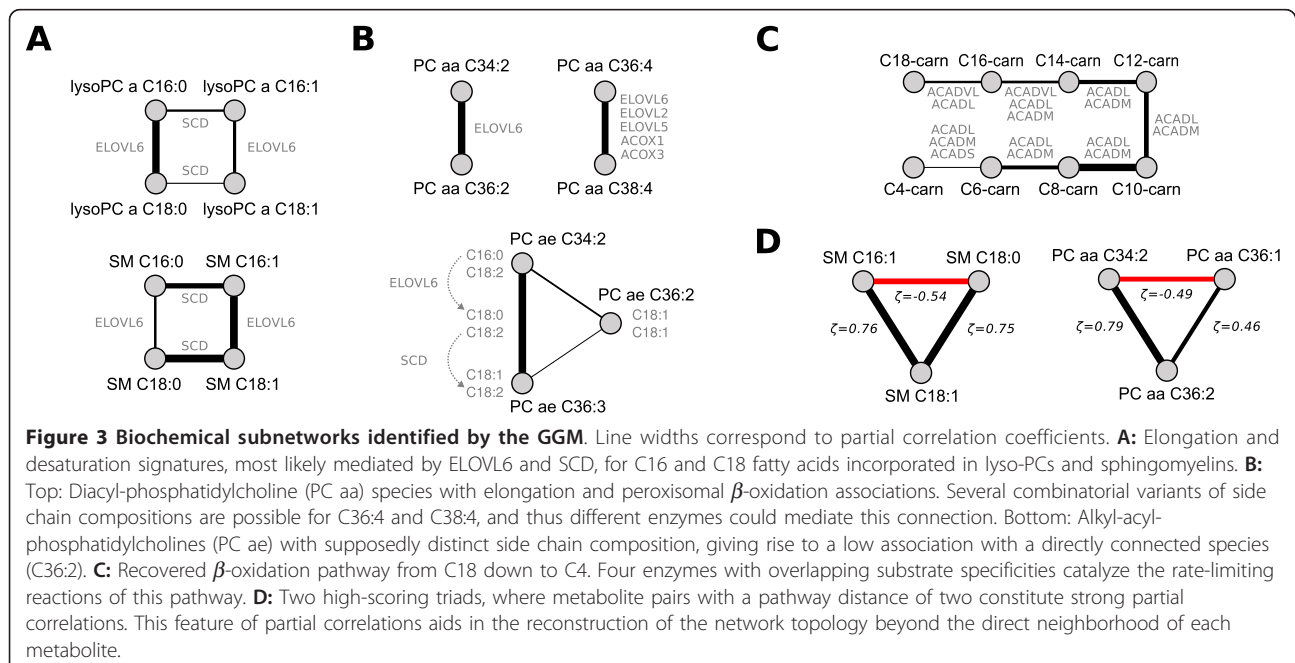 A
lysoPC a C16:0 lysoPC a C16:1
SCD
ELOVL6 ELOVL6
SCD
lysoPC a C18:0 lysoPC a C18:1
SM C16:0 SM C16:1
SCD
ELOVL6 ELOVL6
SCD
SM C18:0 SM C18:1
B
PC aa C34:2 PC aa C36:4
ELOVL6
ELOVL6
ELOVL2
ELOVL5
ACOX1
ACOX3
PC aa C36:2 PC aa C38:4
PC ae C34:2
C16:0
C18:2
ELOVL6
PC ae C36:2
C18:1
C18:1
C18:0
C18:2
SCD
C18:1
C18:2
PC ae C36:3
C
C18-carn C16-carn C14-carn C12-carn
ACADVL
ACADL
ACADVL
ACADL
ACADM
ACADL
ACADM
ACADL
ACADM
ACADL
ACADM
ACADS
ACADL
ACADM
ACADL
ACADM
C4-carn C6-carn C8-carn C10-carn
D
SM C16:1 SM C18:0
ζ=-0.54
ζ=0.76 ζ=0.75
SM C18:1
PC aa C34:2 PC aa C36:1
ζ=-0.49
ζ=0.79 ζ=0.46
PC aa C36:2
Figure 3 Biochemical subnetworks identified by the GGM. Line widths correspond to partial correlation coefficients. A: Elongation and
desaturation signatures, most likely mediated by ELOVL6 and SCD, for C16 and C18 fatty acids incorporated in lyso-PCs and sphingomyelins. B:
Top: Diacyl-phosphatidylcholine (PC aa) species with elongation and peroxisomal β-oxidation associations. Several combinatorial variants of side
chain compositions are possible for C36:4 and C38:4, and thus different enzymes could mediate this connection. Bottom: Alkyl-acyl-
phosphatidylcholines (PC ae) with supposedly distinct side chain composition, giving rise to a low association with a directly connected species
(C36:2). C: Recovered β-oxidation pathway from C18 down to C4. Four enzymes with overlapping substrate specificities catalyze the rate-limiting
reactions of this pathway. D: Two high-scoring triads, where metabolite pairs with a pathway distance of two constitute strong partial
correlations. This feature of partial correlations aids in the reconstruction of the network topology beyond the direct neighborhood of each
metabolite.